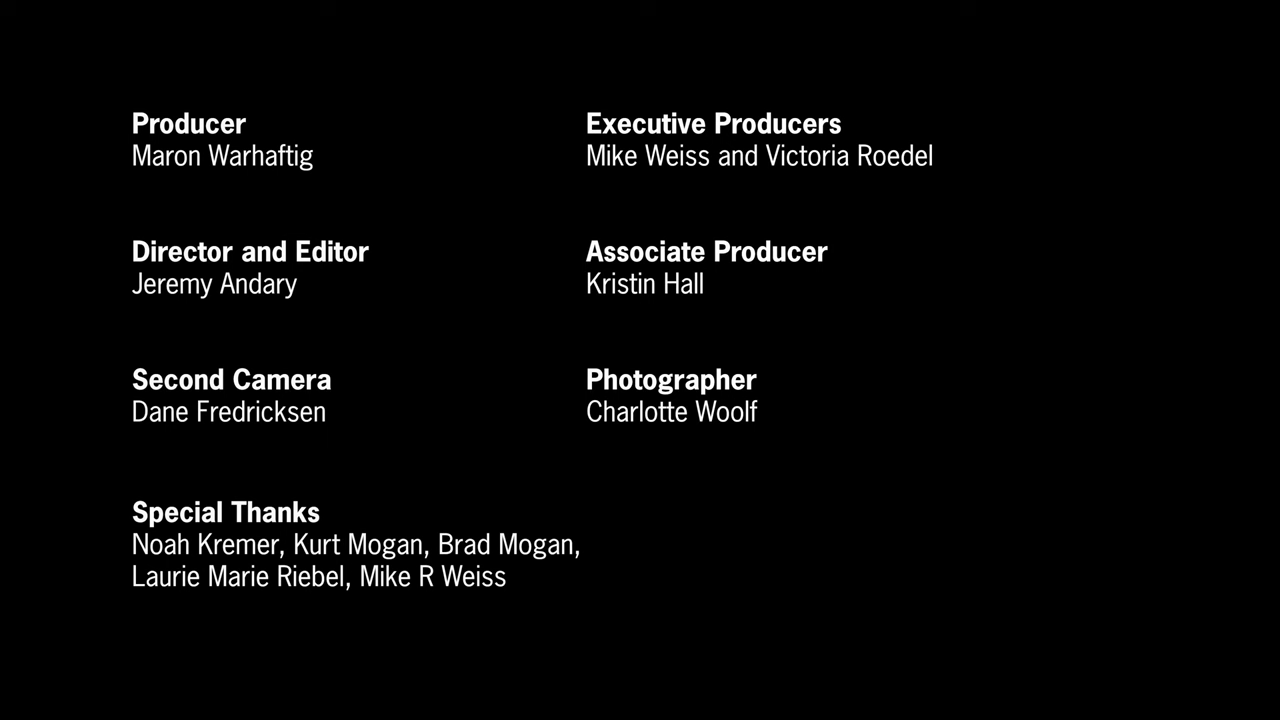 Producer
Maron Warhaftig
Executive Producers
Mike Weiss and Victoria Roedel
Director and Editor
Jeremy Andary
Associate Producer
Kristin Hall
Second Camera
Dane Fredricksen
Photographer
Charlotte Woolf
Special Thanks
Noah Kremer, Kurt Mogan, Brad Mogan,
Laurie Marie Riebel, Mike R Weiss